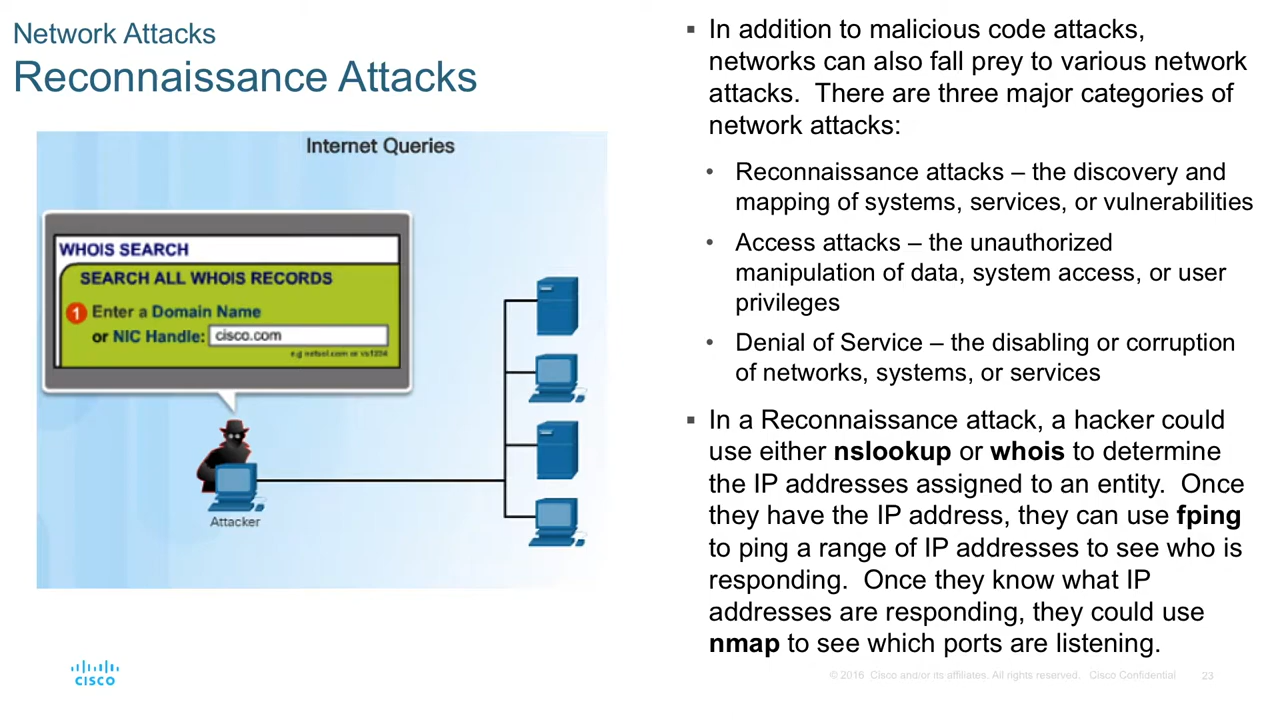 Network Attacks
Reconnaissance Attacks
Internet Queries
WHOIS SEARCH
SEARCH ALL WHOIS RECORDS
1 Enter a Domain Name
or NIC Handle: cisco.com
e.g netsol.com or vs1234
Attacker
▪ In addition to malicious code attacks,
networks can also fall prey to various network
attacks.  There are three major categories of
network attacks:
• Reconnaissance attacks – the discovery and
mapping of systems, services, or vulnerabilities
• Access attacks – the unauthorized
manipulation of data, system access, or user
privileges
• Denial of Service – the disabling or corruption
of networks, systems, or services
▪ In a Reconnaissance attack, a hacker could
use either nslookup or whois to determine
the IP addresses assigned to an entity.  Once
they have the IP address, they can use fping
to ping a range of IP addresses to see who is
responding.  Once they know what IP
addresses are responding, they could use
nmap to see which ports are listening.
CISCO
© 2016 Cisco and/or its affiliates. All rights reserved. Cisco Confidential 23